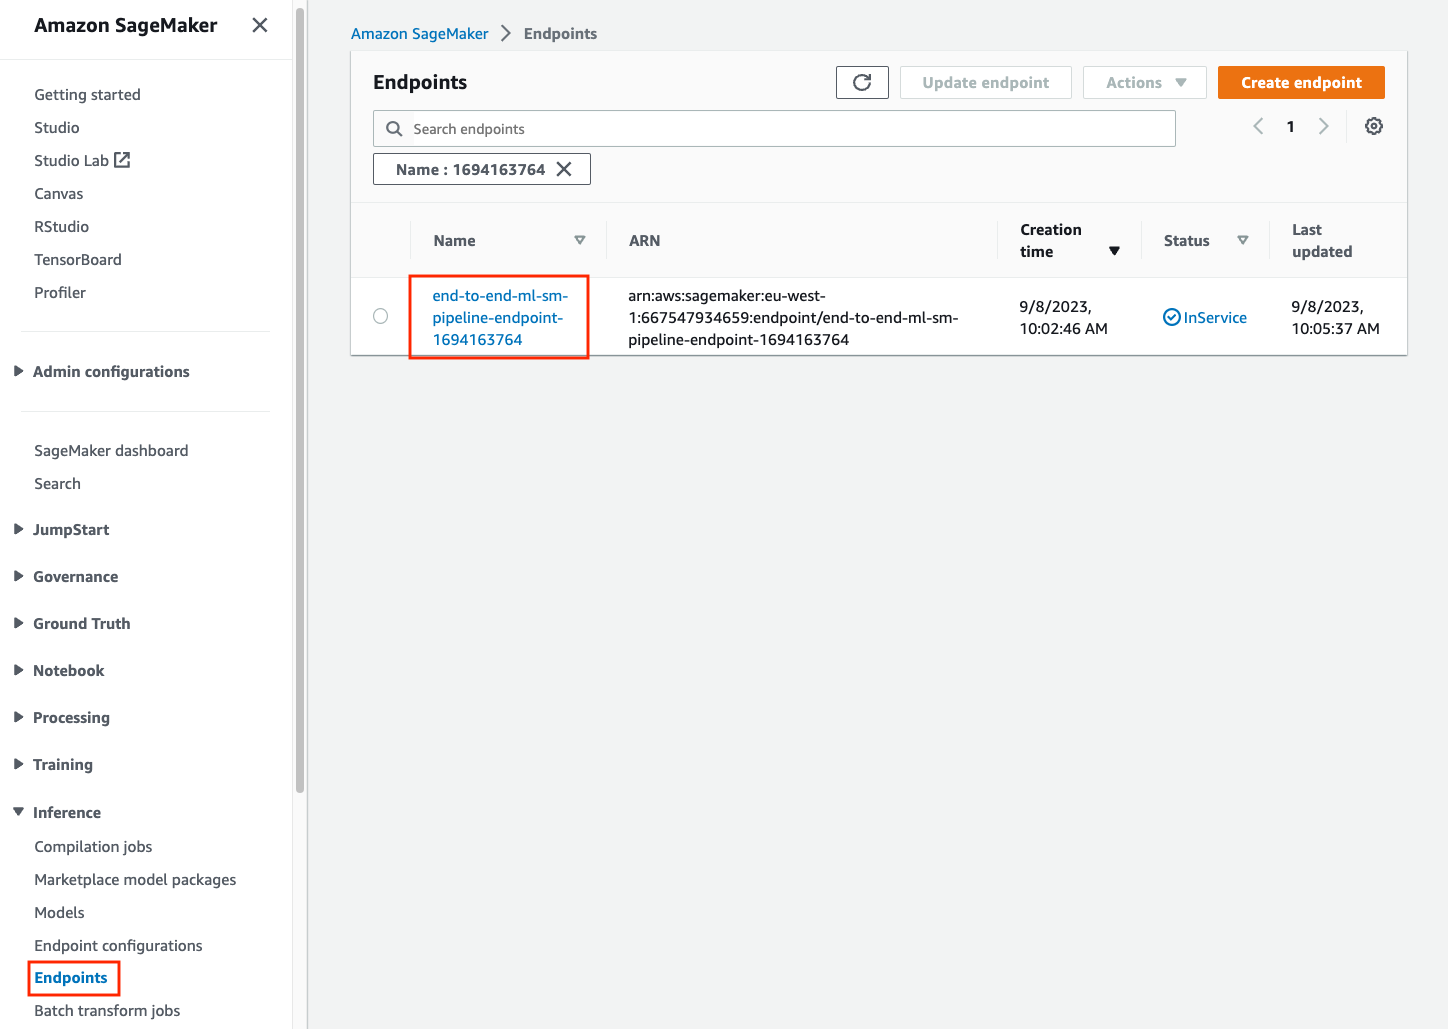 Amazon SageMaker
Getting started
Studio
Studio Lab
Canvas
RStudio
TensorBoard
Profiler
Admin configurations
SageMaker dashboard
Search
JumpStart
Governance
Ground Truth
Notebook
Processing
Training
Inference
Compilation jobs
Marketplace model packages
Models
Endpoint configurations
Endpoints
Batch transform jobs
Amazon SageMaker > Endpoints
Endpoints
Update endpoint
Actions
Create endpoint
Search endpoints
1
Name : 1694163764
Name
ARN
Creation
time
Status
Last
updated
end-to-end-ml-sm-
pipeline-endpoint-
1694163764
arn:aws:sagemaker:eu-west-
1:667547934659:endpoint/end-to-end-ml-sm-
pipeline-endpoint-1694163764
9/8/2023,
10:02:46 AM
InService
9/8/2023,
10:05:37 AM